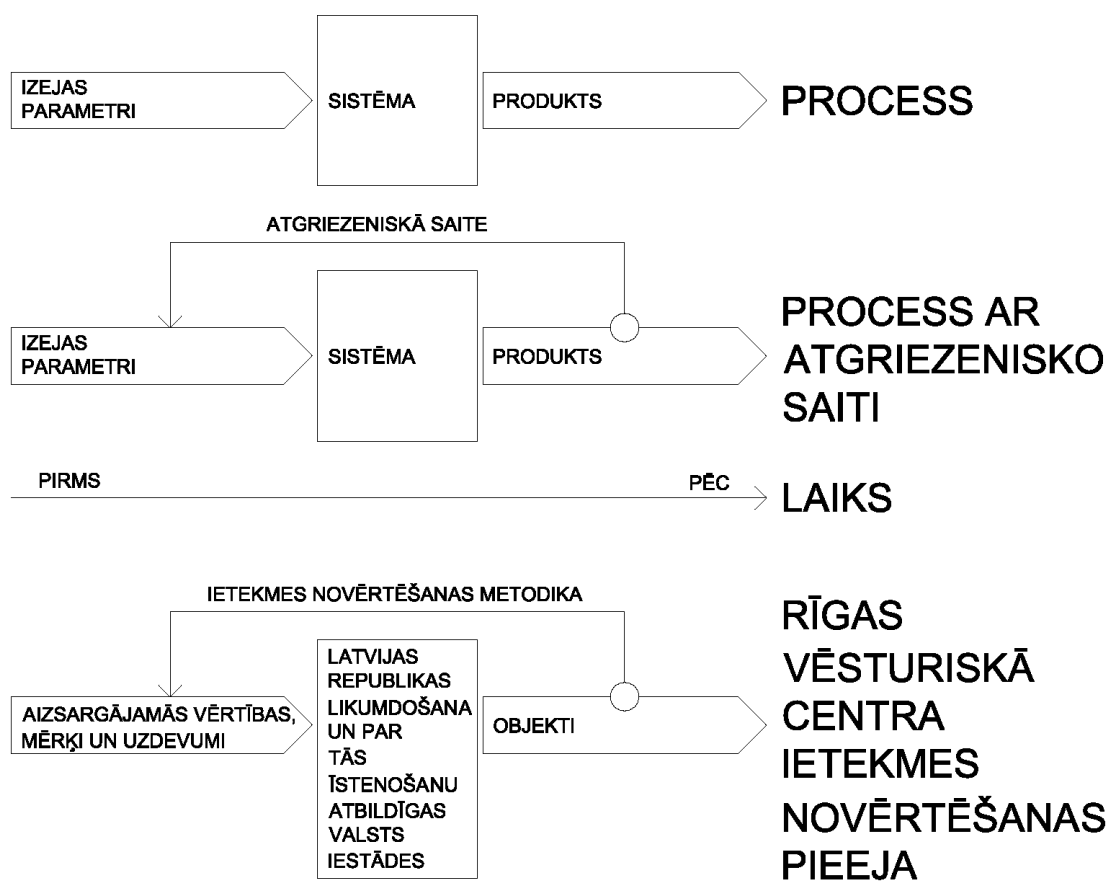 IZEJAS
PARAMETRI
SISTĒMA
PRODUKTS
PROCESS
ATGRIEZENISKĀ SAITE
IZEJAS
PARAMETRI
SISTĒMA
PRODUKTS
PROCESS AR
ATGRIEZENISKO
SAITI
PIRMS
PĒC
LAIKS
IETEKMES NOVĒRTĒŠANAS METODIKA
AIZSARGĀJAMĀS VĒRTĪBAS,
MĒRĶI UN UZDEVUMI
LATVIJAS
REPUBLIKAS
LIKUMDOŠANA
UN PAR
TĀS
ĪSTENOŠANU
ATBILDĪGAS
VALSTS
IESTĀDES
OBJEKTI
RĪGAS
VĒSTURISKĀ
CENTRA
IETEKMES
NOVĒRTĒŠANAS
PIEEJA